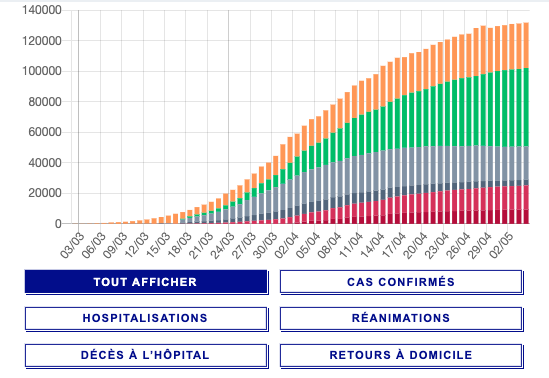 140000
120000
100000
80000
60000
40000
20000
0
03/03 06/03 09/03 12/03 15/03 18/03 21/03 24/03 27/03 30/03 02/04 05/04 08/04 11/04 14/04 17/04 20/04 23/04 26/04 29/04 02/05
TOUT AFFICHER CAS CONFIRMÉS
HOSPITALISATIONS RÉANIMATIONS
DÉCÈS À L'HÔPITAL RETOURS À DOMICILE